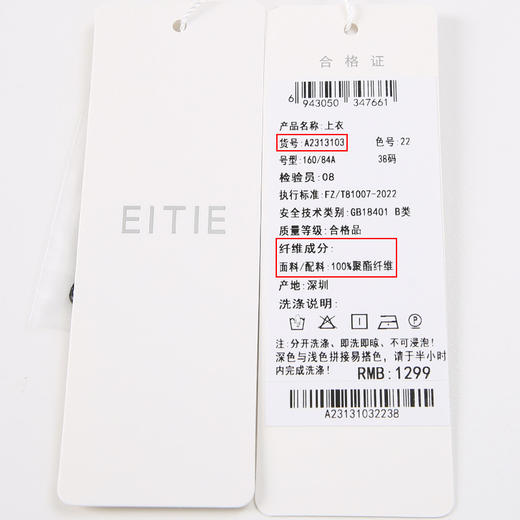 EITIE
合格证
6 943050 347661
产品名称:上衣
货号:A2313103 色号:22
号型:160/84A 38码
检验员:08
执行标准:FZ/T81007-2022
安全技术类别:GB18401 B类
质量等级:合格品
纤维成分:
面料/配料:100%聚酯纤维
产地:深圳
洗涤说明:
注:分开洗涤、即洗即晾、不可浸泡!
深色与浅色拼接易搭色,请于半小时
内完成洗涤!
RMB:1299
A23131032238